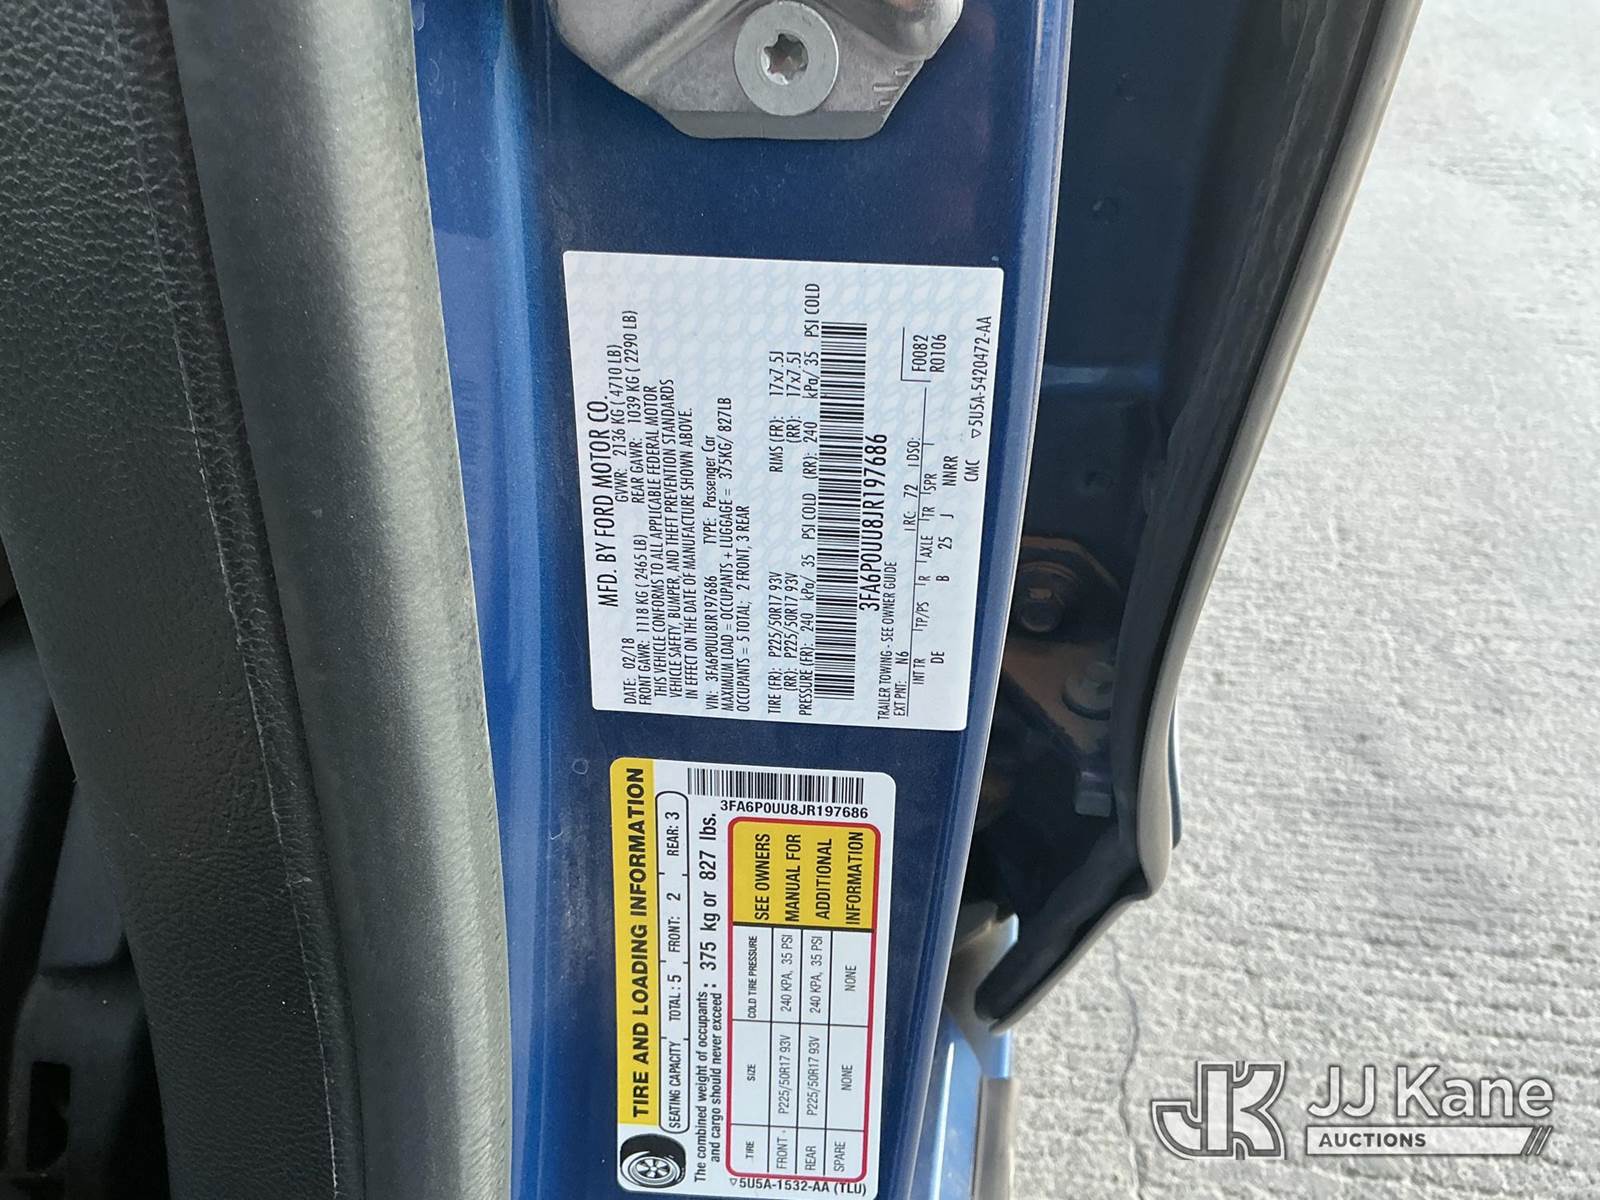 MFD. BY FORD MOTOR CO.
DATE: 02/18 GVWR: 2136 KG ( 4710 LB)
FRONT GAWR: 1118 KG ( 2465 LB) REAR GAWR: 1039 KG ( 2290 LB)
THIS VEHICLE CONFORMS TO ALL APPLICABLE FEDERAL MOTOR
VEHICLE SAFETY, BUMPER, AND THEFT PREVENTION STANDARDS
IN EFFECT ON THE DATE OF MANUFACTURE SHOWN ABOVE.
VIN: 3FA6P0UU8JR197686 TYPE: Passenger Car
MAXIMUM LOAD = OCCUPANTS + LUGGAGE = 375KG/ 827LB
OCCUPANTS = 5 TOTAL: 2 FRONT, 3 REAR
TIRE (FR): P225/50R17 93V RIMS (FR): 17x7.5J
(RR): P225/50R17 93V (RR): 17x7.5J
PRESSURE (FR): 240 kPa/ 35 PSI COLD (RR): 240 kPa/ 35 PSI COLD
3FA6P0UU8JR197686
TRAILER TOWING - SEE OWNER GUIDE
EXT PNT: N6 RC: 72 DSO: F0082
R0106
INT TR TP/PS R AXLE TR SPR
DE B 25 J NNRR
CMC ▽5U5A-5420472-AA
TIRE AND LOADING INFORMATION
SEATING CAPACITY TOTAL : 5 FRONT: 2 REAR: 3
The combined weight of occupants
and cargo should never exceed : 375 kg or 827 lbs.
3FA6P0UU8JR197686
TIRE SIZE COLD TIRE PRESSURE
FRONT P225/50R17 93V 240 KPA, 35 PSI
REAR P225/50R17 93V 240 KPA, 35 PSI
SPARE NONE NONE
SEE OWNERS
MANUAL FOR
ADDITIONAL
INFORMATION
▽5U5A-1532-AA (TLU)
JK JJ Kane
AUCTIONS